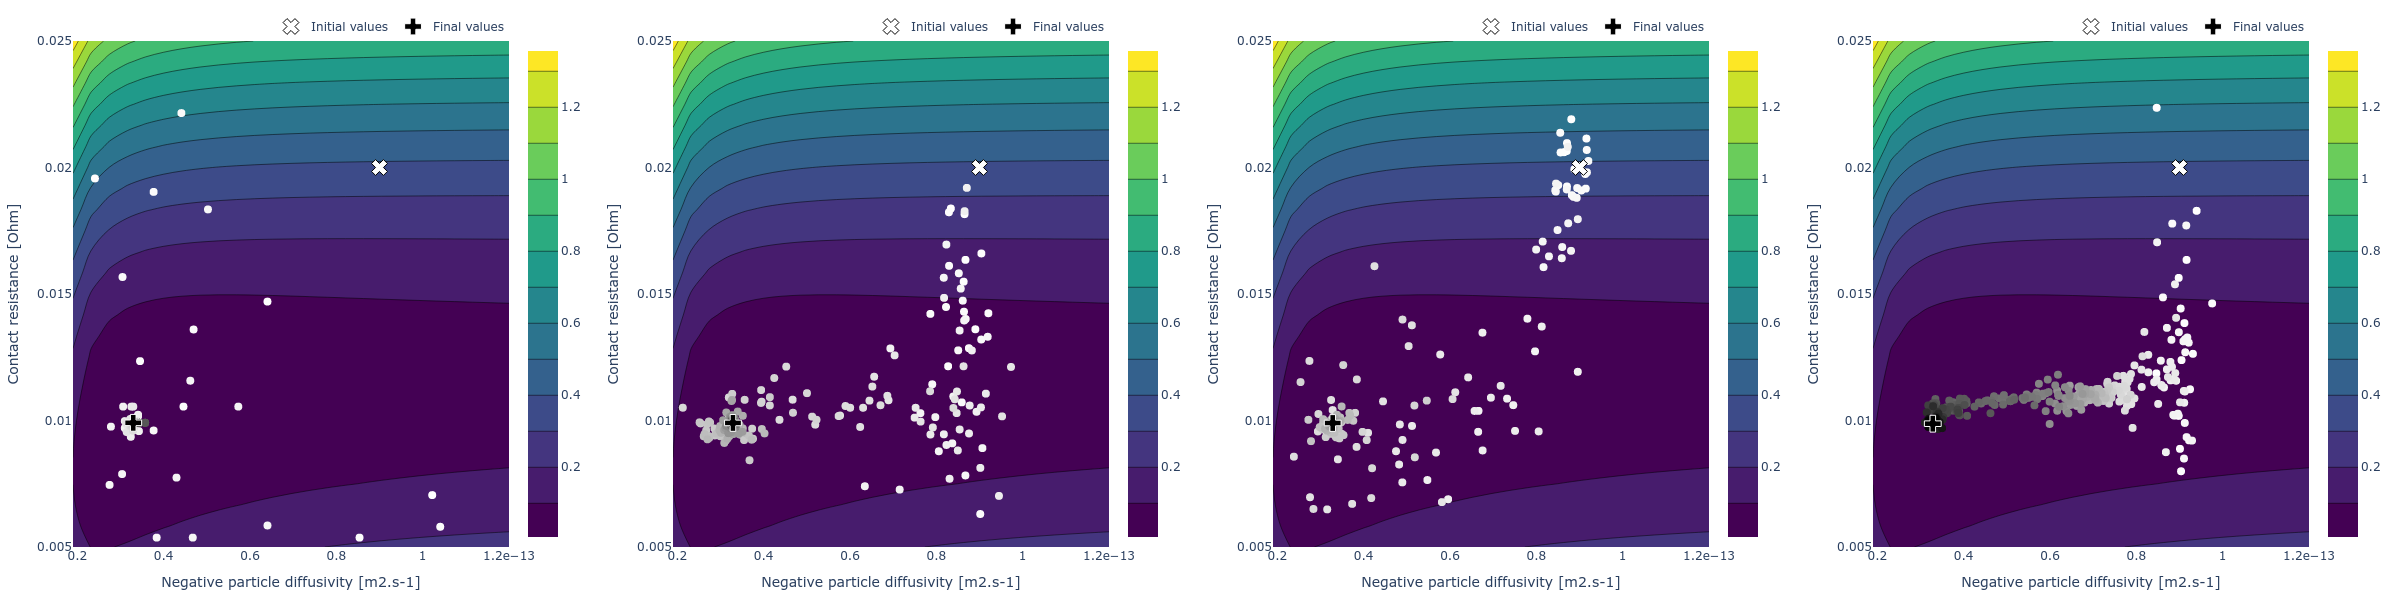 Initial values Final values
0.025
0.02
0.015
0.01
0.005
Contact resistance [Ohm]
0.2 0.4 0.6 0.8 1 1.2e−13
Negative particle diffusivity [m2.s-1]
1.2
1
0.8
0.6
0.4
0.2
Initial values Final values
0.025
0.02
0.015
0.01
0.005
Contact resistance [Ohm]
0.2 0.4 0.6 0.8 1 1.2e−13
Negative particle diffusivity [m2.s-1]
1.2
1
0.8
0.6
0.4
0.2
Initial values Final values
0.025
0.02
0.015
0.01
0.005
Contact resistance [Ohm]
0.2 0.4 0.6 0.8 1 1.2e−13
Negative particle diffusivity [m2.s-1]
1.2
1
0.8
0.6
0.4
0.2
Initial values Final values
0.025
0.02
0.015
0.01
0.005
Contact resistance [Ohm]
0.2 0.4 0.6 0.8 1 1.2e−13
Negative particle diffusivity [m2.s-1]
1.2
1
0.8
0.6
0.4
0.2